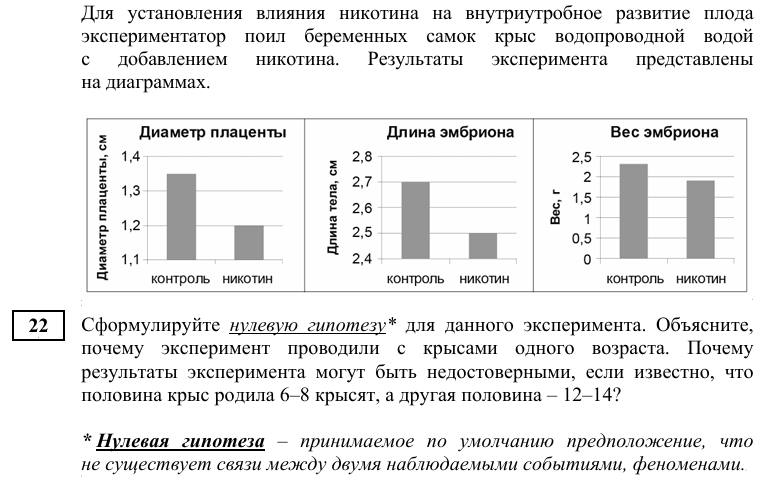 Для установления влияния никотина на внутриутробное развитие плода
экспериментатор поил беременных самок крыс водопроводной водой
с добавлением никотина. Результаты эксперимента представлены
на диаграммах.
Диаметр плаценты
Диаметр плаценты, см
1,4
1,3
1,2
1,1
контроль никотин
Длина эмбриона
Длина тела, см
2,8
2,7
2,6
2,5
2,4
контроль никотин
Вес эмбриона
Вес, г
2,5
2
1,5
1
0,5
0
контроль никотин
22
Сформулируйте нулевую гипотезу* для данного эксперимента. Объясните,
почему эксперимент проводили с крысами одного возраста. Почему
результаты эксперимента могут быть недостоверными, если известно, что
половина крыс родила 6–8 крысят, а другая половина – 12–14?
* Нулевая гипотеза – принимаемое по умолчанию предположение, что
не существует связи между двумя наблюдаемыми событиями, феноменами.